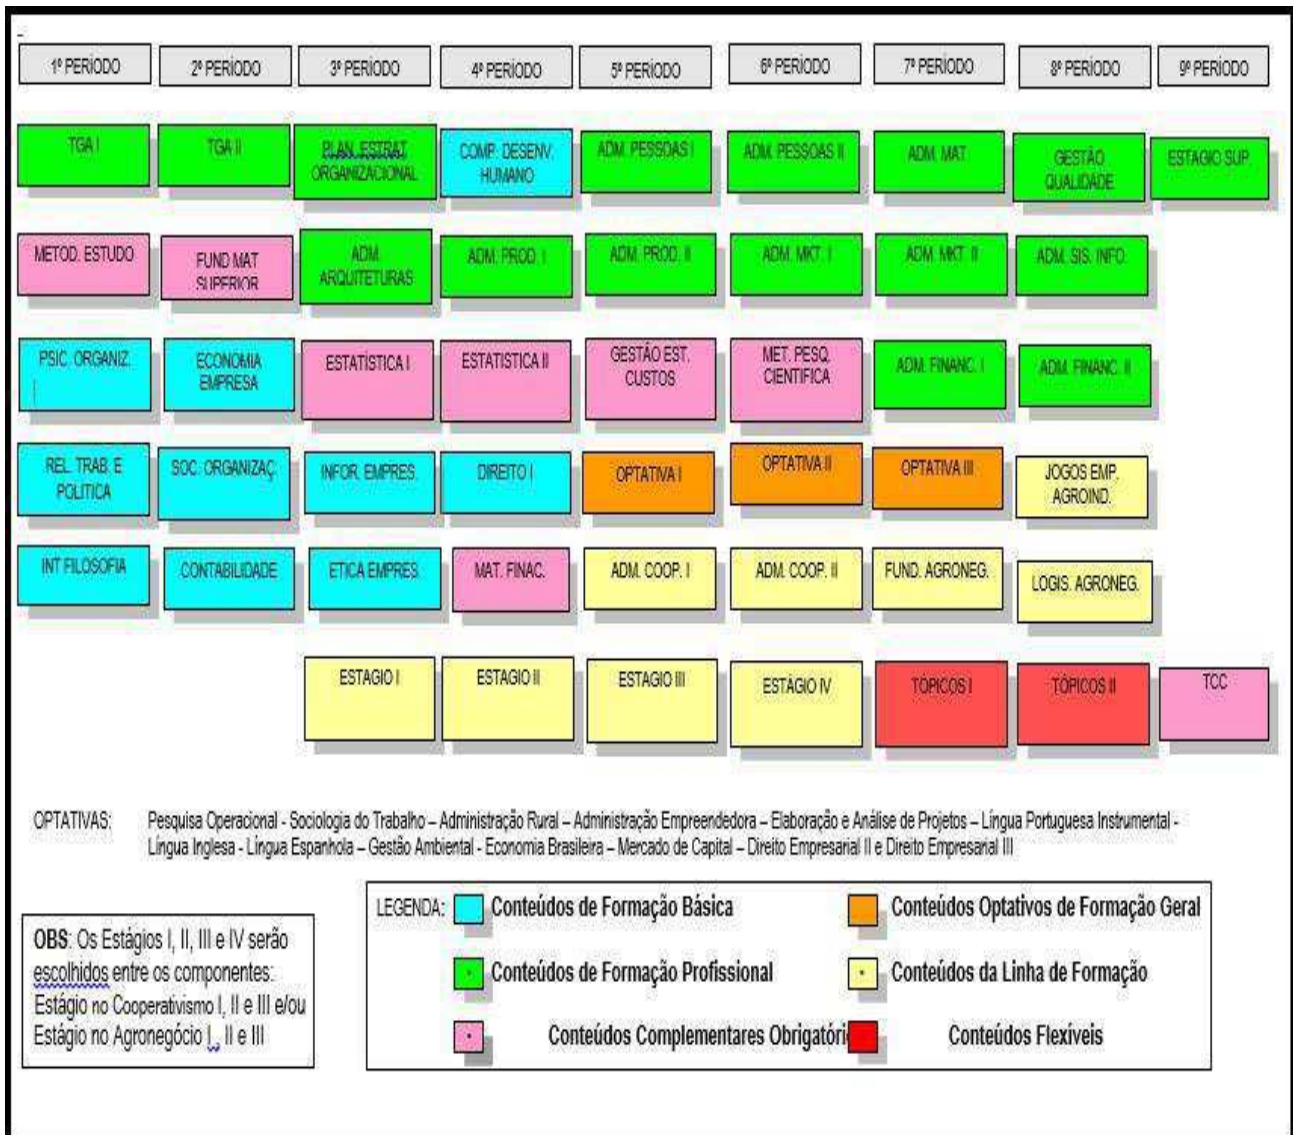 1º PERÍODO
2º PERÍODO
3º PERÍODO
4º PERÍODO
5º PERÍODO
6º PERÍODO
7º PERÍODO
8º PERÍODO
9º PERÍODO
TGA I
TGA II
PLAN. ESTRAT.
ORGANIZACIONAL
COMP. DESENV.
HUMANO
ADM. PESSOAS I
ADM. PESSOAS II
ADM. MAT.
GESTÃO
QUALIDADE
ESTAGIO SUP.
METOD. ESTUDO
FUND MAT
SUPERIOR
ADM.
ARQUITETURAS
ADM. PROD. I
ADM. PROD. II
ADM. MKT. I
ADM. MKT. II
ADM. SIS. INFO.
PSIC. ORGANIZ.
ECONOMIA
EMPRESA
ESTATÍSTICA I
ESTATISTICA II
GESTÃO EST.
CUSTOS
MET. PESQ.
CIENTIFICA
ADM. FINANC. I
ADM. FINANC. II
REL. TRAB. E
POLITICA
SOC. ORGANIZAÇ.
INFOR. EMPRES.
DIREITO I
OPTATIVA I
OPTATIVA II
OPTATIVA III
JOGOS EMP.
AGROIND.
INT FILOSOFIA
CONTABILIDADE
ETICA EMPRES.
MAT. FINAC.
ADM. COOP. I
ADM. COOP. II
FUND. AGRONEG.
LOGIS. AGRONEG.
ESTAGIO I
ESTAGIO II
ESTAGIO III
ESTÁGIO IV
TÓPICOS I
TÓPICOS II
TCC
OPTATIVAS: Pesquisa Operacional - Sociologia do Trabalho – Administração Rural – Administração Empreendedora – Elaboração e Análise de Projetos – Língua Portuguesa Instrumental -
Língua Inglesa - Língua Espanhola – Gestão Ambiental - Economia Brasileira – Mercado de Capital – Direito Empresarial II e Direito Empresarial III
LEGENDA: Conteúdos de Formação Básica
Conteúdos Optativos de Formação Geral
Conteúdos de Formação Profissional
Conteúdos da Linha de Formação
Conteúdos Complementares Obrigatóri
Conteúdos Flexíveis
OBS: Os Estágios I, II, III e IV serão
escolhidos entre os componentes:
Estágio no Cooperativismo I, II e III e/ou
Estágio no Agronegócio I , II e III